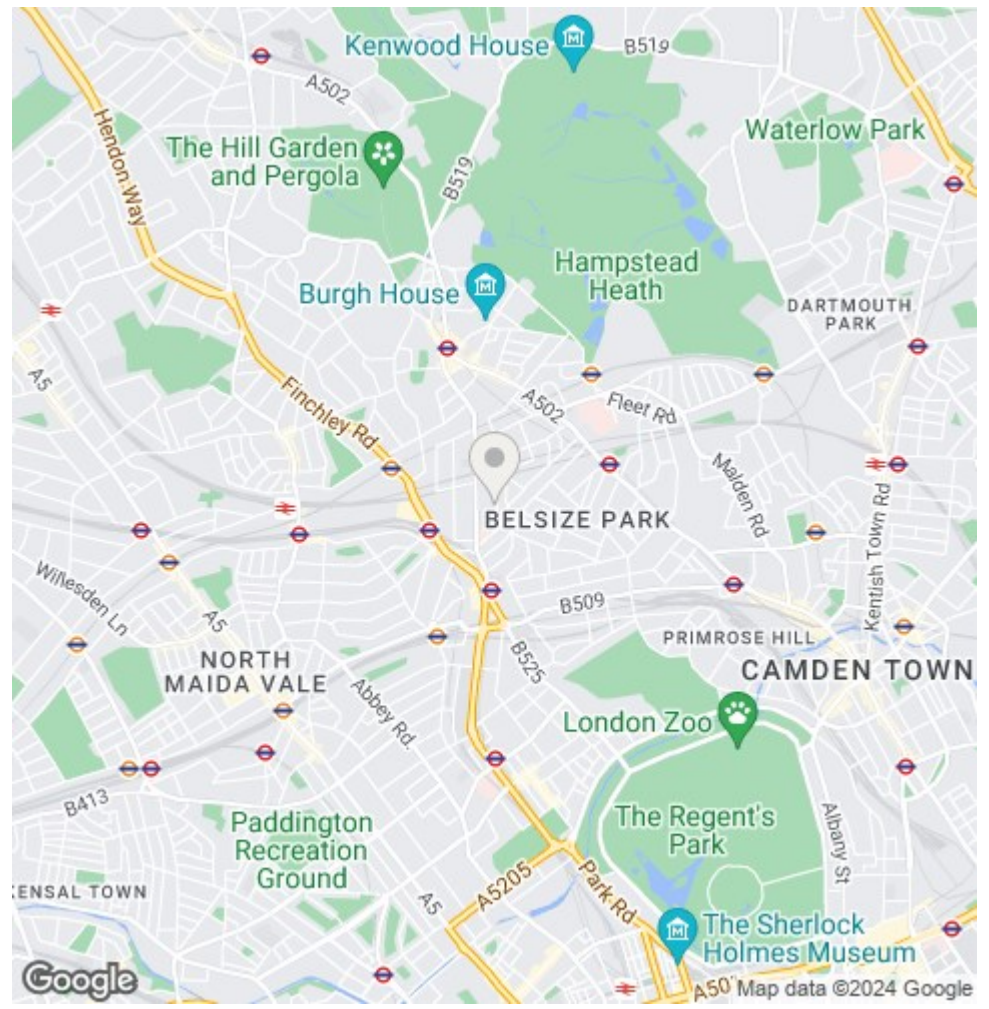 Kenwood House
B519
A502
The Hill Garden
and Pergola
Waterlow Park
Hendon Way
B519
Hampstead
Heath
Burgh House
DARTMOUTH
PARK
A5
Finchley Rd
A502
Fleet Rd
Malden Rd
BELSIZE PARK
Kentish Town Rd
Willesden Ln
A5
B509
PRIMROSE HILL
NORTH
MAIDA VALE
B525
CAMDEN TOWN
Abbey Rd.
London Zoo
B413
Paddington
Recreation
Ground
The Regent's
Park
Albany St
ENSAL TOWN
A5
A5205
Park Rd
The Sherlock
Holmes Museum
Google
A50
Map data ©2024 Google